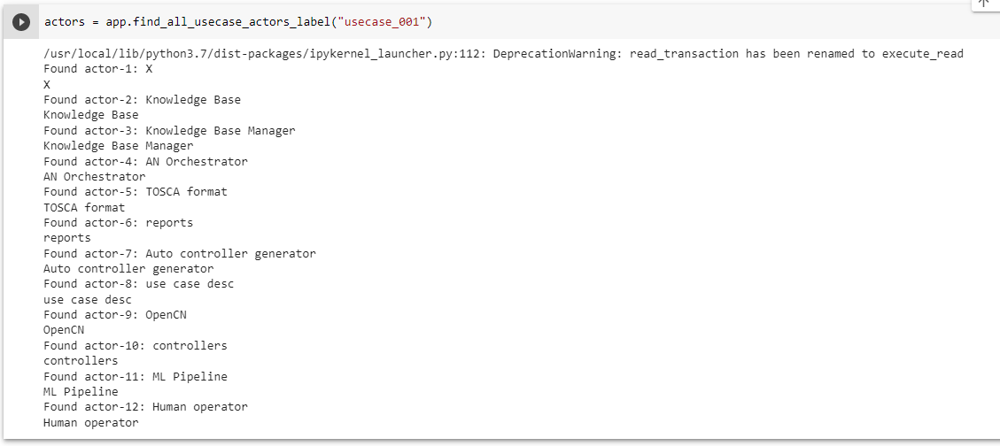 actors = app.find_all_usecase_actors_label("usecase_001")
/usr/local/lib/python3.7/dist-packages/ipykernel_launcher.py:112: DeprecationWarning: read_transaction has been renamed to execute_read
Found actor-1: X
X
Found actor-2: Knowledge Base
Knowledge Base
Found actor-3: Knowledge Base Manager
Knowledge Base Manager
Found actor-4: AN Orchestrator
AN Orchestrator
Found actor-5: TOSCA format
TOSCA format
Found actor-6: reports
reports
Found actor-7: Auto controller generator
Auto controller generator
Found actor-8: use case desc
use case desc
Found actor-9: OpenCN
OpenCN
Found actor-10: controllers
controllers
Found actor-11: ML Pipeline
ML Pipeline
Found actor-12: Human operator
Human operator